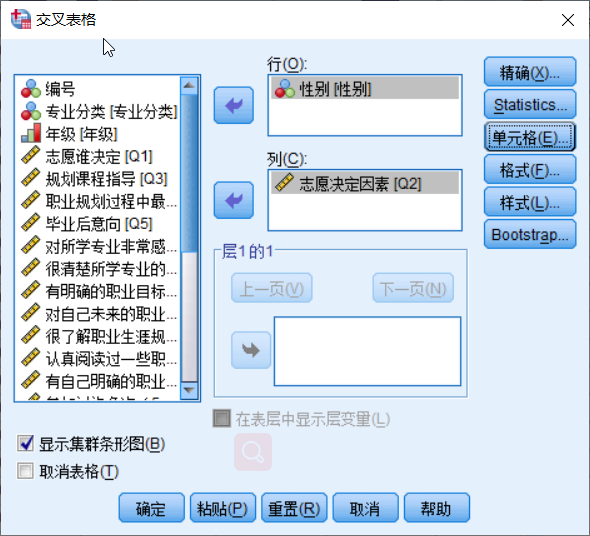 交叉表格
编号
专业分类 [专业分类]
年级 [年级]
志愿谁决定 [Q1]
规划课程指导 [Q3]
职业规划过程中最...
毕业后意向 [Q5]
对所学专业非常感...
很清楚所学专业的...
有明确的职业目标...
对自己未来的职业...
很了解职业生涯规...
认真阅读过一些职...
有自己明确的职业...
行(O):
性别 [性别]
列(C):
志愿决定因素 [Q2]
层1的1
上一页(V)
下一页(N)
在表层中显示层变量(L)
精确(X)...
Statistics...
单元格(E)...
格式(F)...
样式(L)...
Bootstrap...
显示集群条形图(B)
取消表格(T)
确定
粘贴(P)
重置(R)
取消
帮助